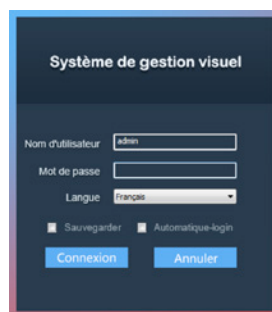 Système de gestion visuel
Nom d'utilisateur admin
Mot de passe
Langue Français
Sauvegarder Automatique-login
Connexion Annuler